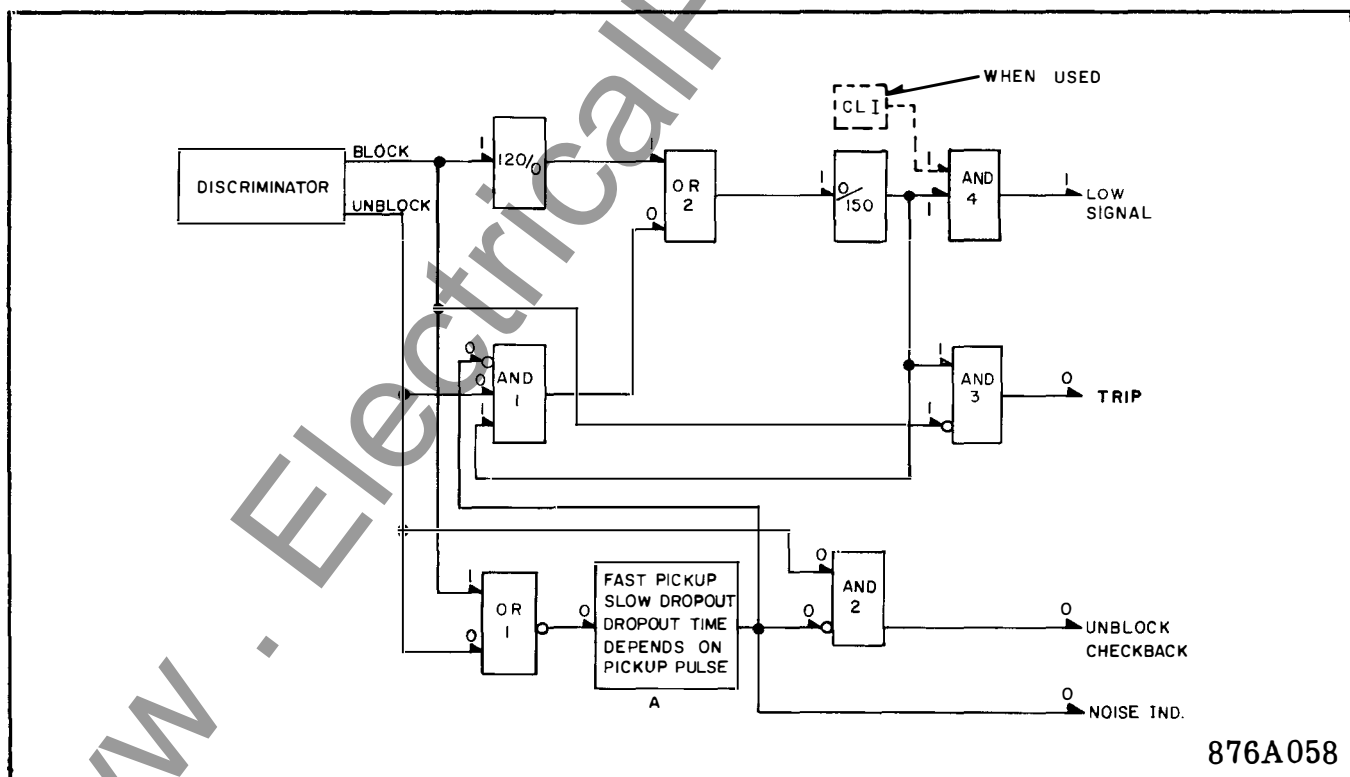 WHEN USED
CLI
BLOCK
1
120/0
1
OR
2
0
1
0/150
1
1
AND
4
1
LOW
SIGNAL
DISCRIMINATOR
UNBLOCK
0
0
1
AND
1
1
1
AND
3
0
TRIP
1
0
OR
1
0
FAST PICKUP
SLOW DROPOUT
DROPOUT TIME
DEPENDS ON
PICKUP PULSE
A
0
0
AND
2
0
UNBLOCK
CHECKBACK
0
NOISE IND.
876A058
www . ElectricalP